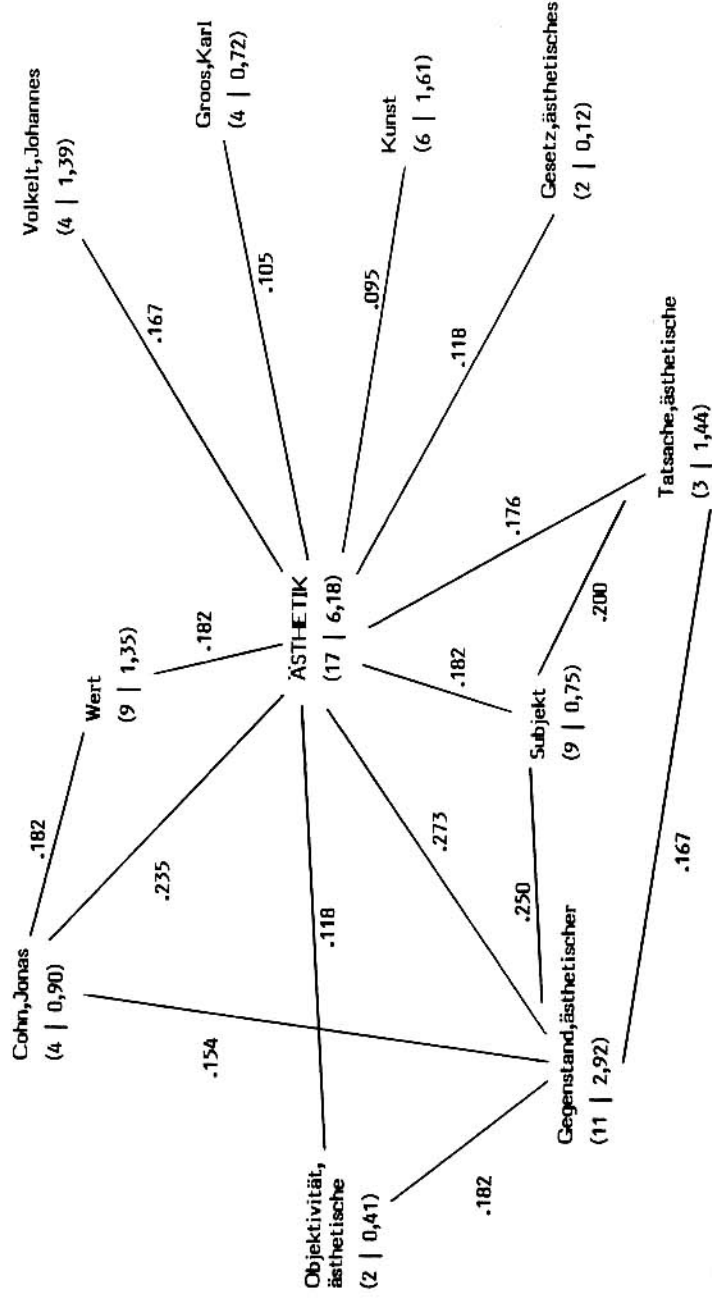 Volkelt,Johannes
(4 | 1,39)
Groos,Karl
(4 | 0,72)
Kunst
(6 | 1,61)
Gesetz,ästhetisches
(2 | 0,12)
Tatsache,ästhetische
(3 | 1,44)
Wert
(9 | 1,35)
ÄSTHETIK
(17 | 6,18)
Subjekt
(9 | 0,75)
Cohn,Jonas
(4 | 0,90)
Objektivität,
ästhetische
(2 | 0,41)
Gegenstand,ästhetischer
(11 | 2,92)
.167
.105
.095
.118
.176
.200
.182
.182
.182
.235
.118
.273
.250
.154
.182
.167